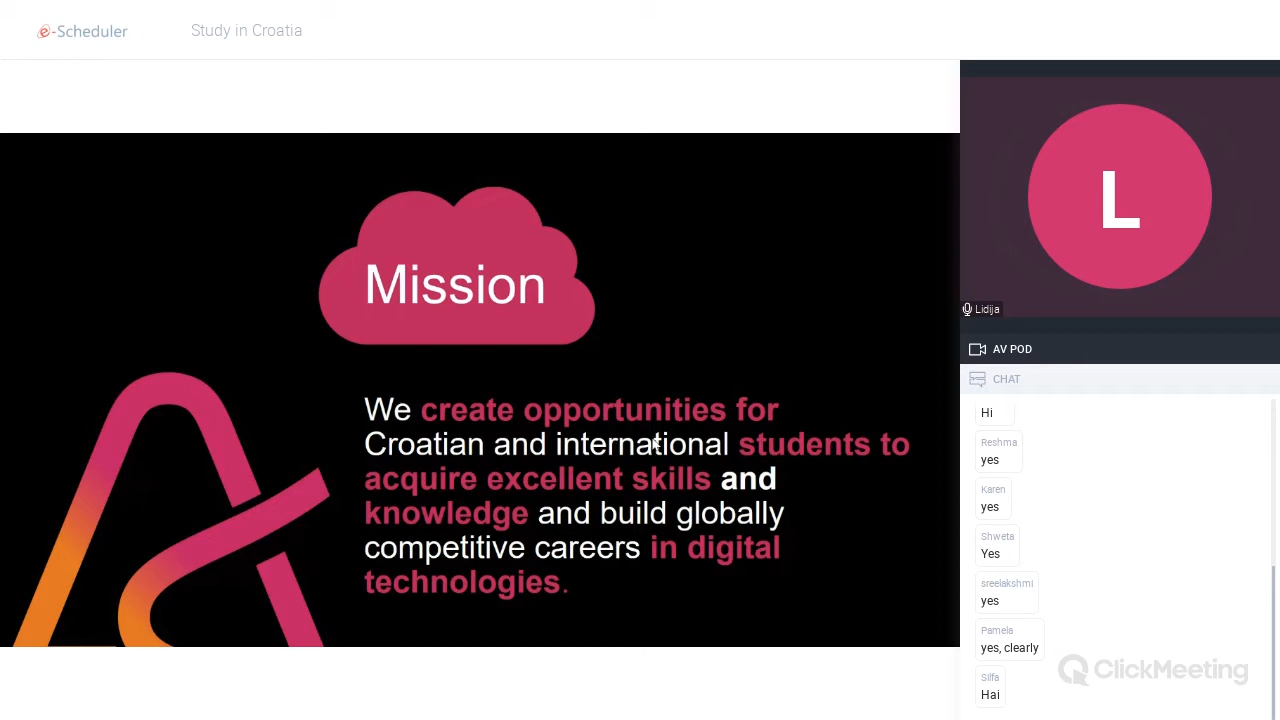 e-Scheduler
Study in Croatia
Mission
We create opportunities for
Croatian and international students to
acquire excellent skills and
knowledge and build globally
competitive careers in digital
technologies.
L
Lidija
AV POD
CHAT
Hi
Reshma
yes
Karen
yes
Shweta
Yes
sreelakshmi
yes
Pamela
yes, clearly
Silfa
Hai
ClickMeeting